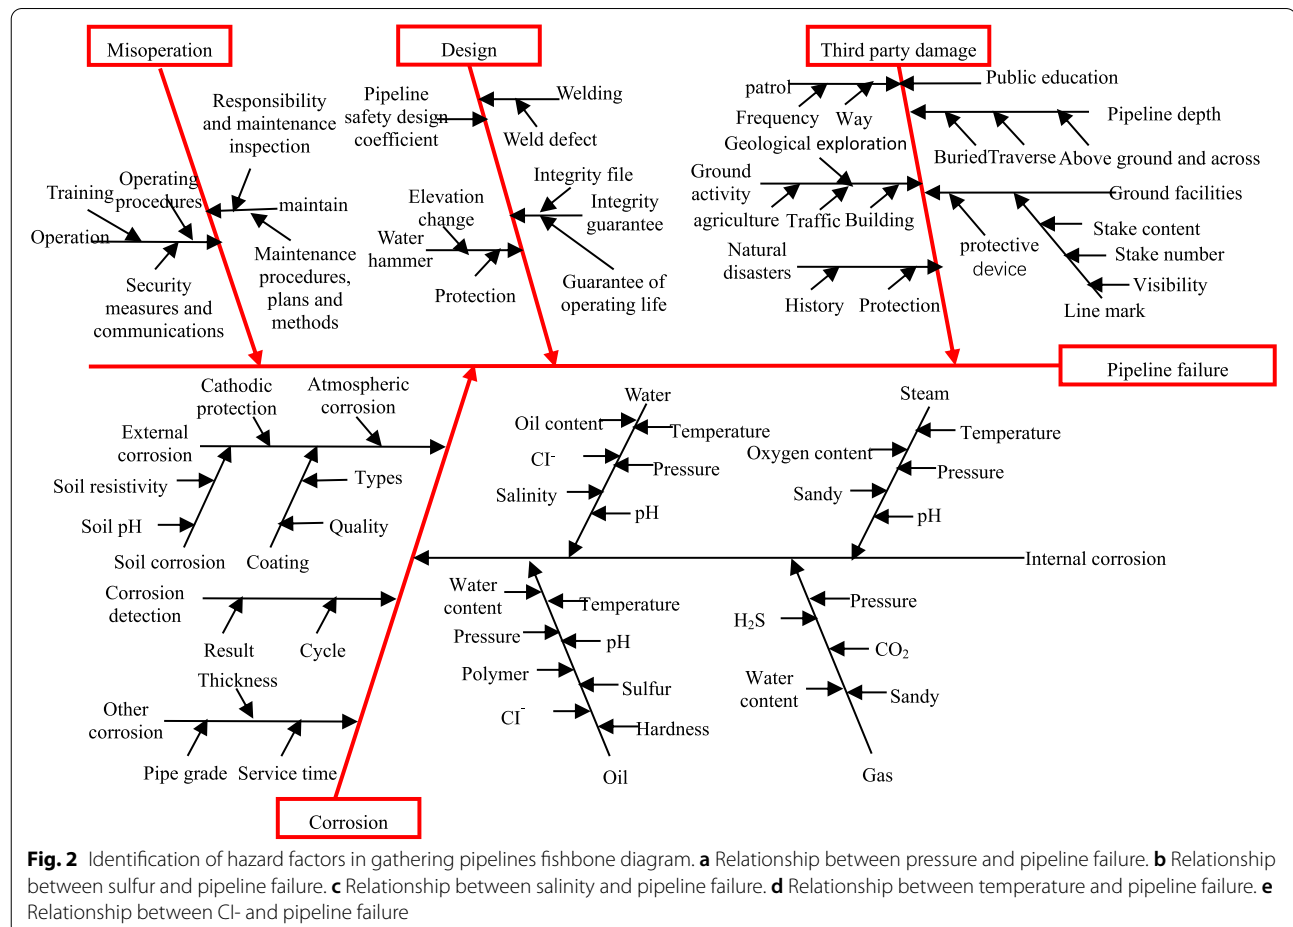 Misoperation
Design
Third party damage
Responsibility
and maintenance
inspection
Training
Operating
procedures
Operation
maintain
Security
measures and
communications
Maintenance
procedures,
plans and
methods
Pipeline
safety design
coefficient
Welding
Weld defect
Integrity file
Elevation
change
Integrity
guarantee
Water
hammer
Protection
Guarantee of
operating life
patrol
Public education
Frequency
Way
Pipeline depth
Geological exploration
Buried
Traverse
Above ground and across
Ground
activity
Ground facilities
agriculture
Traffic
Building
Stake content
protective
device
Stake number
Natural
disasters
Visibility
History
Protection
Line mark
Pipeline failure
Cathodic
protection
Atmospheric
corrosion
External
corrosion
Soil resistivity
Types
Soil pH
Quality
Soil corrosion
Coating
Corrosion
detection
Result
Cycle
Thickness
Other
corrosion
Pipe grade
Service time
Corrosion
Water
Oil content
Temperature
CI-
Pressure
Salinity
pH
Steam
Temperature
Oxygen content
Pressure
Sandy
pH
Internal corrosion
Water
content
Temperature
Pressure
pH
Polymer
Sulfur
CI-
Hardness
Oil
Pressure
H2S
CO2
Water
content
Sandy
Gas
Fig. 2 Identification of hazard factors in gathering pipelines fishbone diagram. a Relationship between pressure and pipeline failure. b Relationship
between sulfur and pipeline failure. c Relationship between salinity and pipeline failure. d Relationship between temperature and pipeline failure. e
Relationship between CI- and pipeline failure